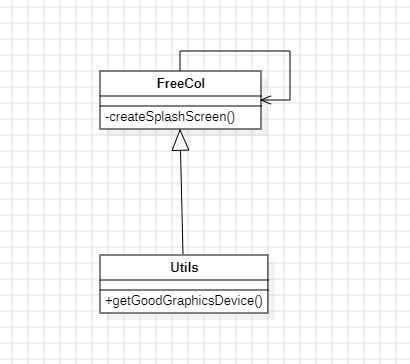 FreeCol
-createSplashScreen()
Utils
+getGoodGraphicsDevice()